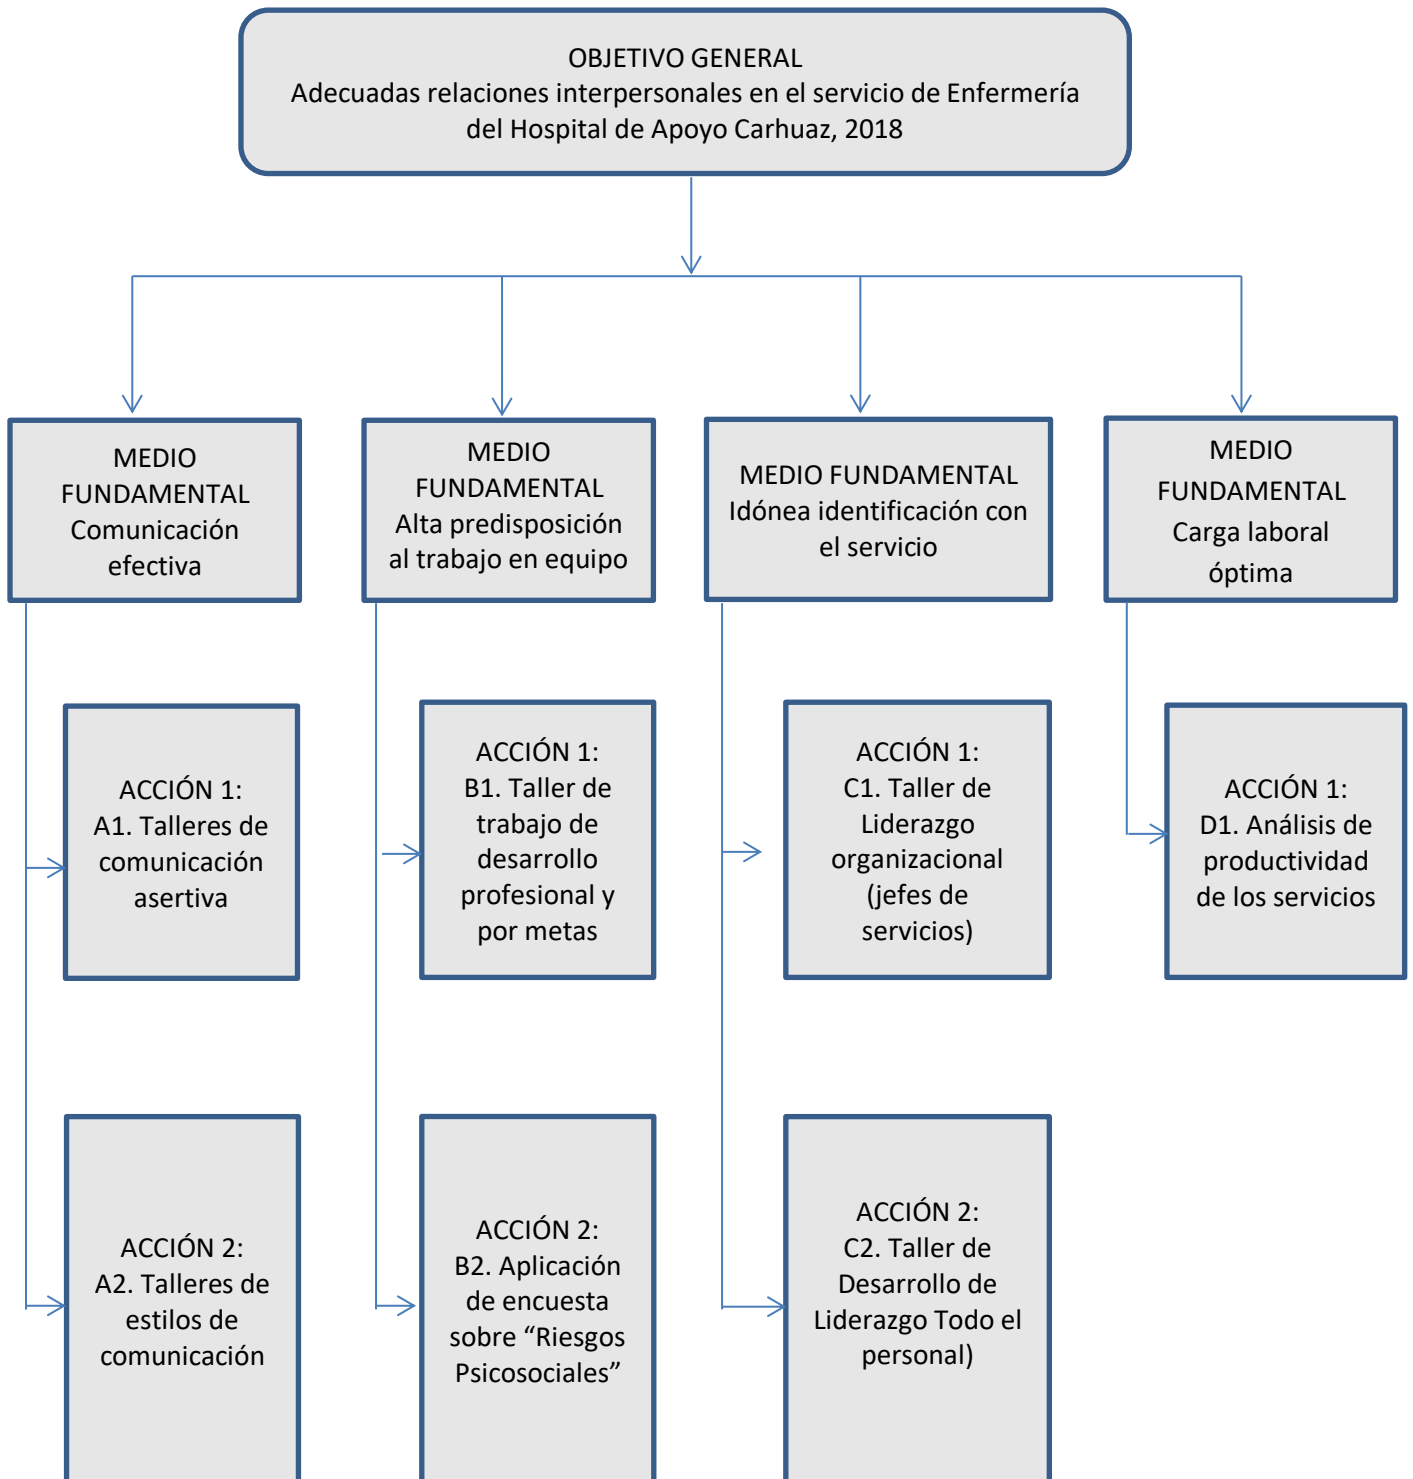 OBJETIVO GENERAL
Adecuadas relaciones interpersonales en el servicio de Enfermería
del Hospital de Apoyo Carhuaz, 2018
MEDIO
FUNDAMENTAL
Comunicación
efectiva
MEDIO
FUNDAMENTAL
Alta predisposición
al trabajo en equipo
MEDIO FUNDAMENTAL
Idónea identificación con
el servicio
MEDIO
FUNDAMENTAL
Carga laboral
óptima
ACCIÓN 1:
A1. Talleres de
comunicación
asertiva
ACCIÓN 1:
B1. Taller de
trabajo de
desarrollo
profesional y
por metas
ACCIÓN 1:
C1. Taller de
Liderazgo
organizacional
(jefes de
servicios)
ACCIÓN 1:
D1. Análisis de
productividad
de los servicios
ACCIÓN 2:
A2. Talleres de
estilos de
comunicación
ACCIÓN 2:
B2. Aplicación
de encuesta
sobre “Riesgos
Psicosociales”
ACCIÓN 2:
C2. Taller de
Desarrollo de
Liderazgo Todo el
personal)